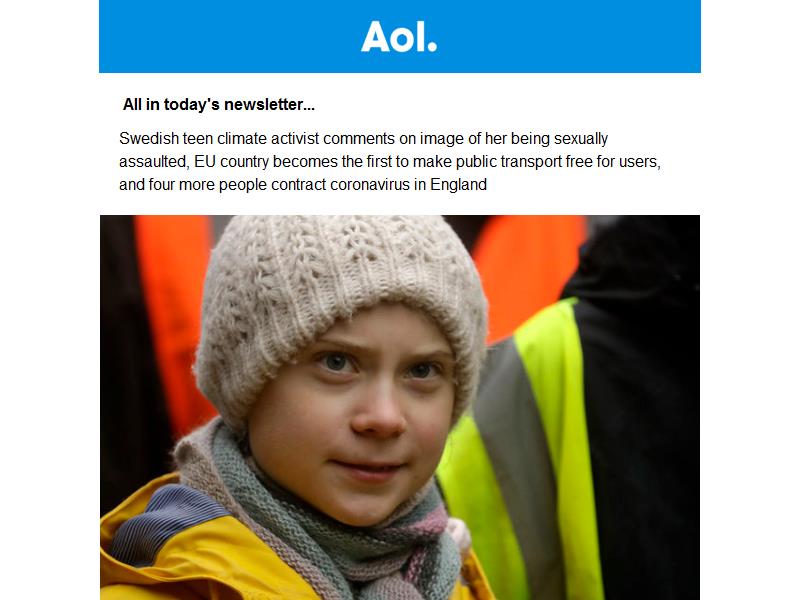 Aol.
All in today's newsletter...
Swedish teen climate activist comments on image of her being sexually
assaulted, EU country becomes the first to make public transport free for users,
and four more people contract coronavirus in England